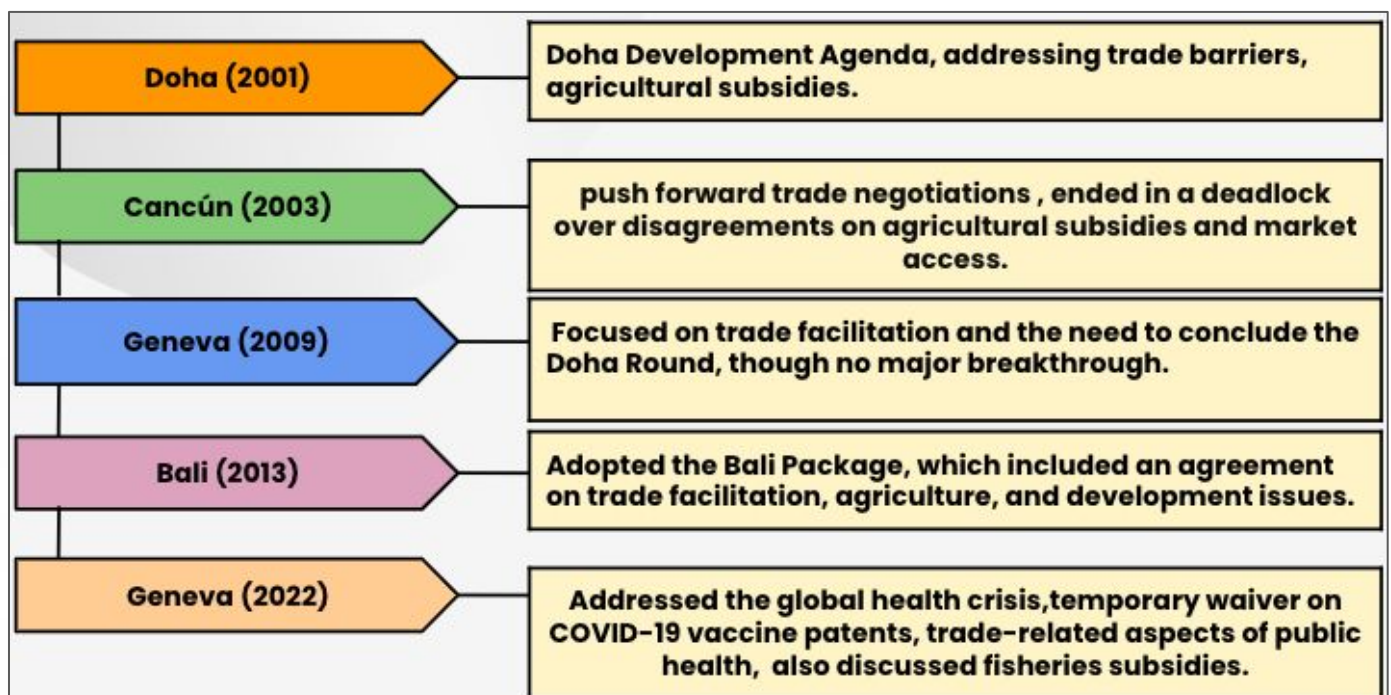 Doha (2001)
Doha Development Agenda, addressing trade barriers,
agricultural subsidies.
Cancún (2003)
push forward trade negotiations , ended in a deadlock
over disagreements on agricultural subsidies and market
access.
Geneva (2009)
Focused on trade facilitation and the need to conclude the
Doha Round, though no major breakthrough.
Bali (2013)
Adopted the Bali Package, which included an agreement
on trade facilitation, agriculture, and development issues.
Geneva (2022)
Addressed the global health crisis,temporary waiver on
COVID-19 vaccine patents, trade-related aspects of public
health, also discussed fisheries subsidies.